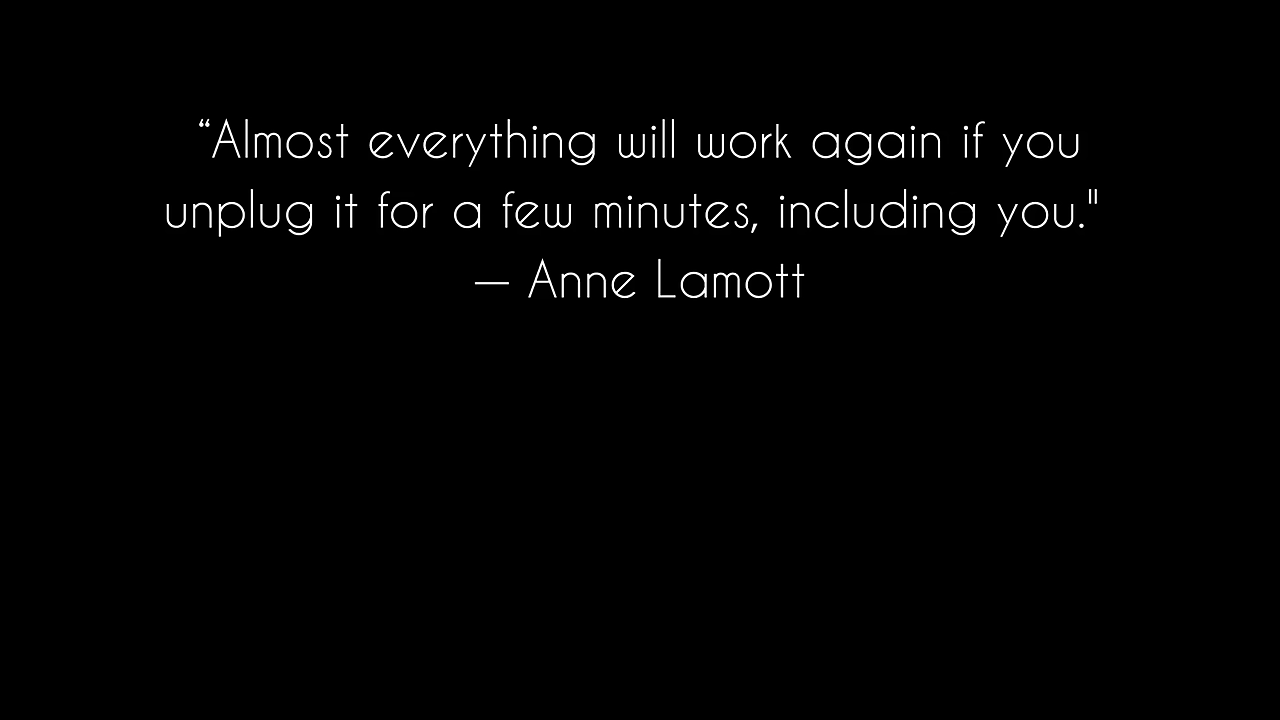 “Almost everything will work again if you
unplug it for a few minutes, including you."
— Anne Lamott